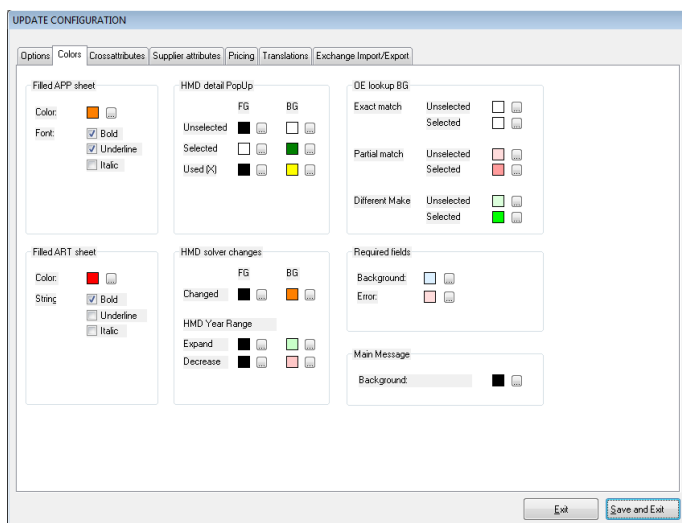 UPDATE CONFIGURATION
Options Colors Crossattributes Supplier attributes Pricing Translations Exchange Import/Export
Filled APP sheet
Color: ...
Font: Bold
Underline
Italic
HMD detail PopUp
FG BG
Unselected ... ...
Selected ... ...
Used (X) ... ...
OE lookup BG
Exact match Unselected ...
Selected ...
Partial match Unselected ...
Selected ...
Different Make Unselected ...
Selected ...
Filled ART sheet
Color: ...
String Bold
Underline
Italic
HMD solver changes
FG BG
Changed ... ...
HMD Year Range
Expand ... ...
Decrease ... ...
Required fields
Background: ...
Error: ...
Main Message
Background: ...
Exit Save and Exit